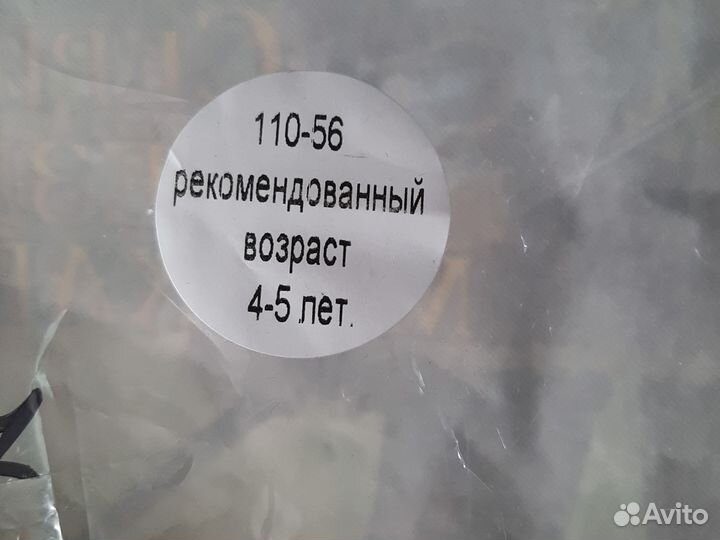 110-56
рекомендованный
возраст
4-5 лет.
Avito